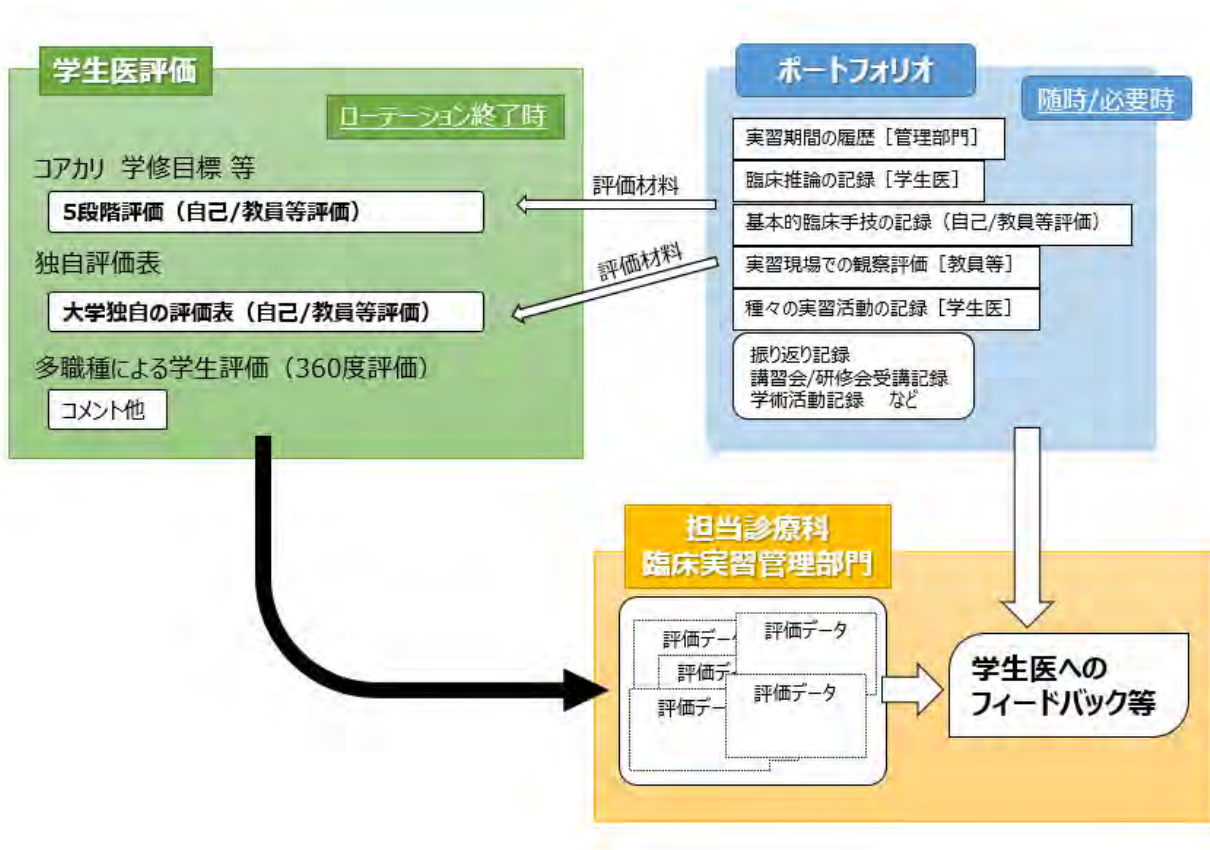 学生医評価
ローテーション終了時
コアカリ 学修目標 等
5段階評価（自己/教員等評価）
独自評価表
大学独自の評価表（自己/教員等評価）
多職種による学生評価（360度評価）
コメント他
評価材料
評価材料
ポートフォリオ
随時/必要時
実習期間の履歴［管理部門］
臨床推論の記録［学生医］
基本的臨床手技の記録（自己/教員等評価）
実習現場での観察評価［教員等］
種々の実習活動の記録［学生医］
振り返り記録
講習会/研修会受講記録
学術活動記録 など
担当診療科
臨床実習管理部門
評価デー
評価データ
評価デ
評価デー
評価データ
学生医への
フィードバック等